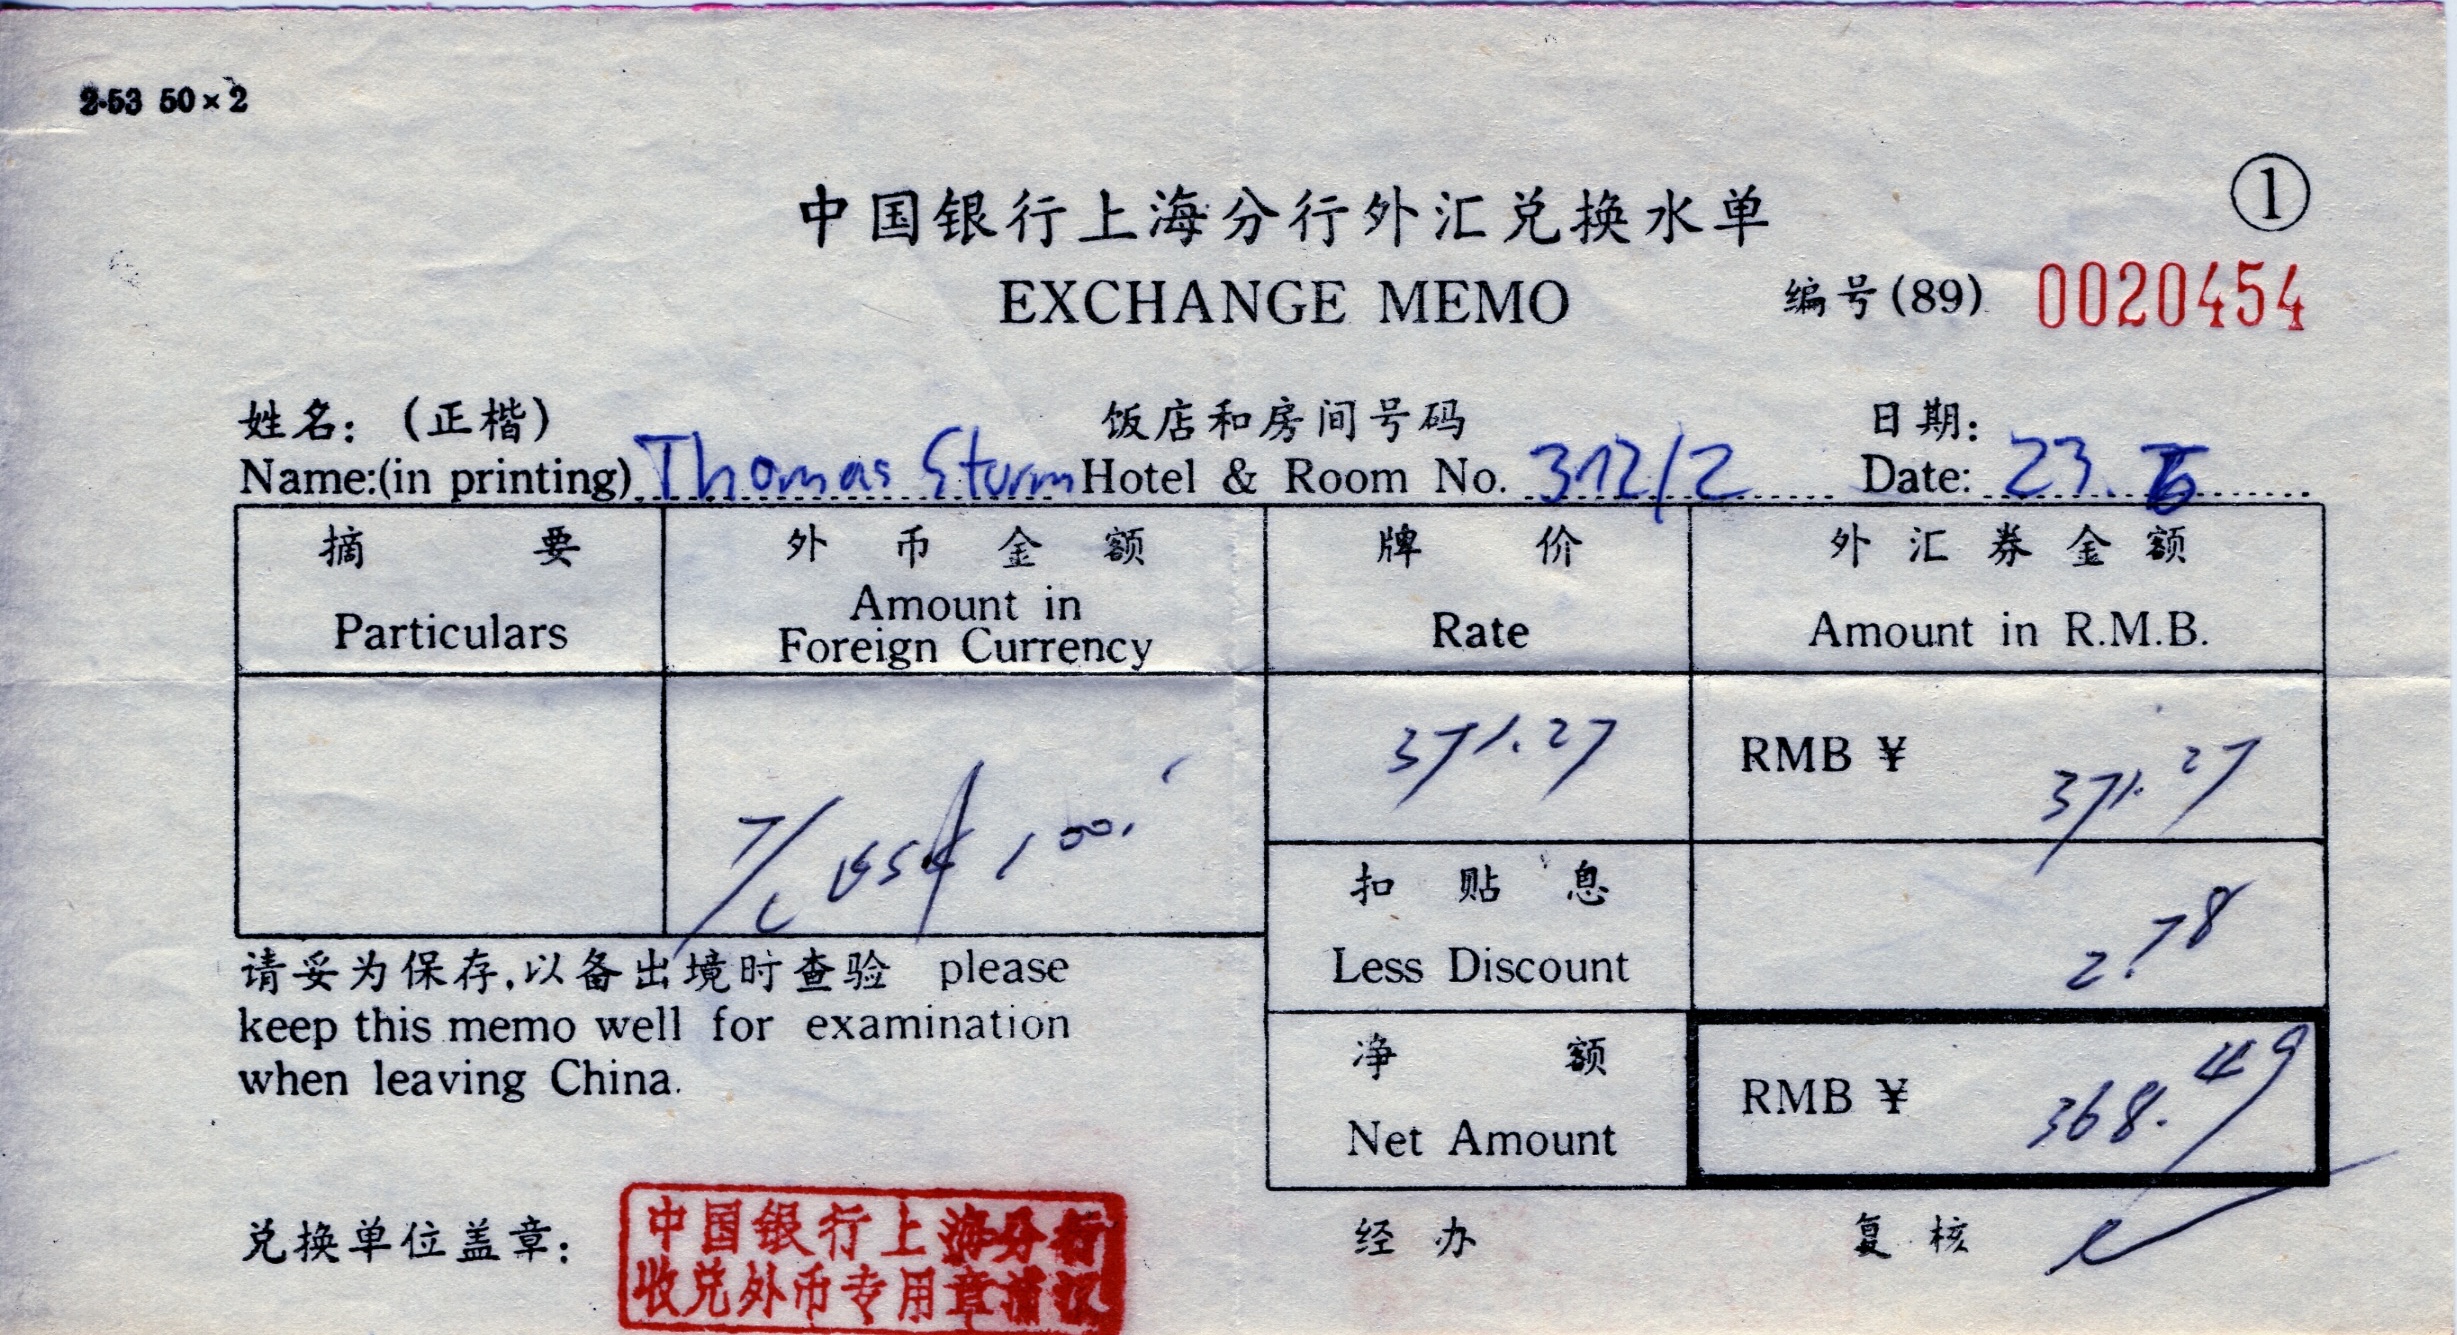 2·53 50×2
①
中国银行上海分行外汇兑换水单
EXCHANGE MEMO
编号(89) 0020454
姓名：(正楷) 饭店和房间号码 日期：
Name:(in printing) Thomas Sturm Hotel & Room No. 312/2 Date: 23.
摘要 外币金额 牌价 外汇券金额
Particulars Amount in Foreign Currency Rate Amount in R.M.B.
T/C US$ 100. 371.27 RMB ¥ 371.27
扣贴息
Less Discount 2.78
净额
Net Amount RMB ¥ 368.49
请妥为保存,以备出境时查验 please
keep this memo well for examination
when leaving China.
兑换单位盖章： 经办 复核
中国银行上海分行
收兑外币专用章